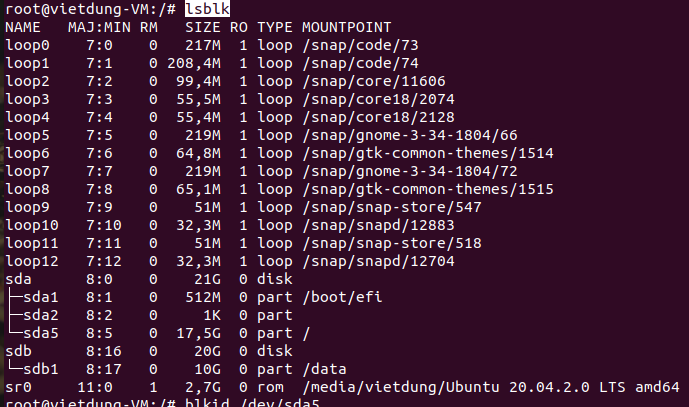 root@vietdung-VM:/# lsblk
NAME   MAJ:MIN RM   SIZE RO TYPE MOUNTPOINT
loop0    7:0    0   217M  1 loop /snap/code/73
loop1    7:1    0 208,4M  1 loop /snap/code/74
loop2    7:2    0  99,4M  1 loop /snap/core/11606
loop3    7:3    0  55,5M  1 loop /snap/core18/2074
loop4    7:4    0  55,4M  1 loop /snap/core18/2128
loop5    7:5    0   219M  1 loop /snap/gnome-3-34-1804/66
loop6    7:6    0  64,8M  1 loop /snap/gtk-common-themes/1514
loop7    7:7    0   219M  1 loop /snap/gnome-3-34-1804/72
loop8    7:8    0  65,1M  1 loop /snap/gtk-common-themes/1515
loop9    7:9    0    51M  1 loop /snap/snap-store/547
loop10   7:10   0  32,3M  1 loop /snap/snapd/12883
loop11   7:11   0    51M  1 loop /snap/snap-store/518
loop12   7:12   0  32,3M  1 loop /snap/snapd/12704
sda      8:0    0    21G  0 disk
├─sda1   8:1    0   512M  0 part /boot/efi
├─sda2   8:2    0     1K  0 part
└─sda5   8:5    0  17,5G  0 part /
sdb      8:16   0    20G  0 disk
└─sdb1   8:17   0    10G  0 part /data
sr0     11:0    1   2,7G  0 rom  /media/vietdung/Ubuntu 20.04.2.0 LTS amd64
root@vietdung-VM:/# blkid /dev/sda5